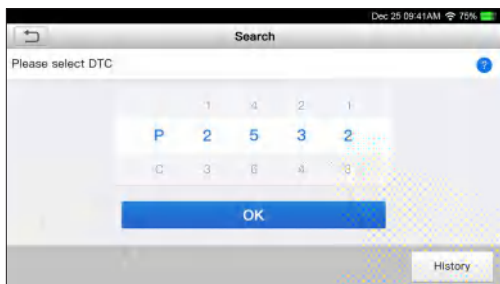 Dec 25 09:41AM 75%
Search
Please select DTC
?
1 4 2 1
P 2 5 3 2
C 3 6 4 3
OK
History